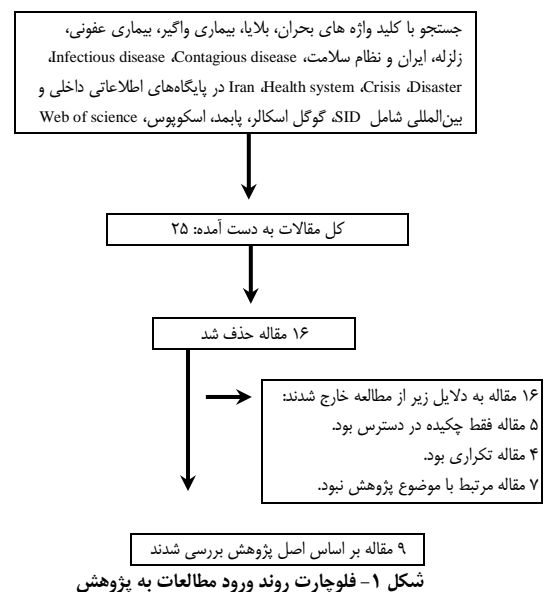 جستجو با کلید واژه های بحران، بلایا، بیماری واگیر، بیماری عفونی،
زلزله، ایران و نظام سلامت، Contagious disease، Infectious disease،
Disaster، Crisis، Health system، Iran در پایگاه‌های اطلاعاتی داخلی و
بین‌المللی شامل SID، گوگل اسکالر، پابمد، اسکوپوس، Web of science
کل مقالات به دست آمده: ۲۵
۱۶ مقاله حذف شد
۱۶ مقاله به دلایل زیر از مطالعه خارج شدند:
۵ مقاله فقط چکیده در دسترس بود.
۴ مقاله تکراری بود.
۷ مقاله مرتبط با موضوع پژوهش نبود.
۹ مقاله بر اساس اصل پژوهش بررسی شدند
شکل ۱- فلوچارت روند ورود مطالعات به پژوهش